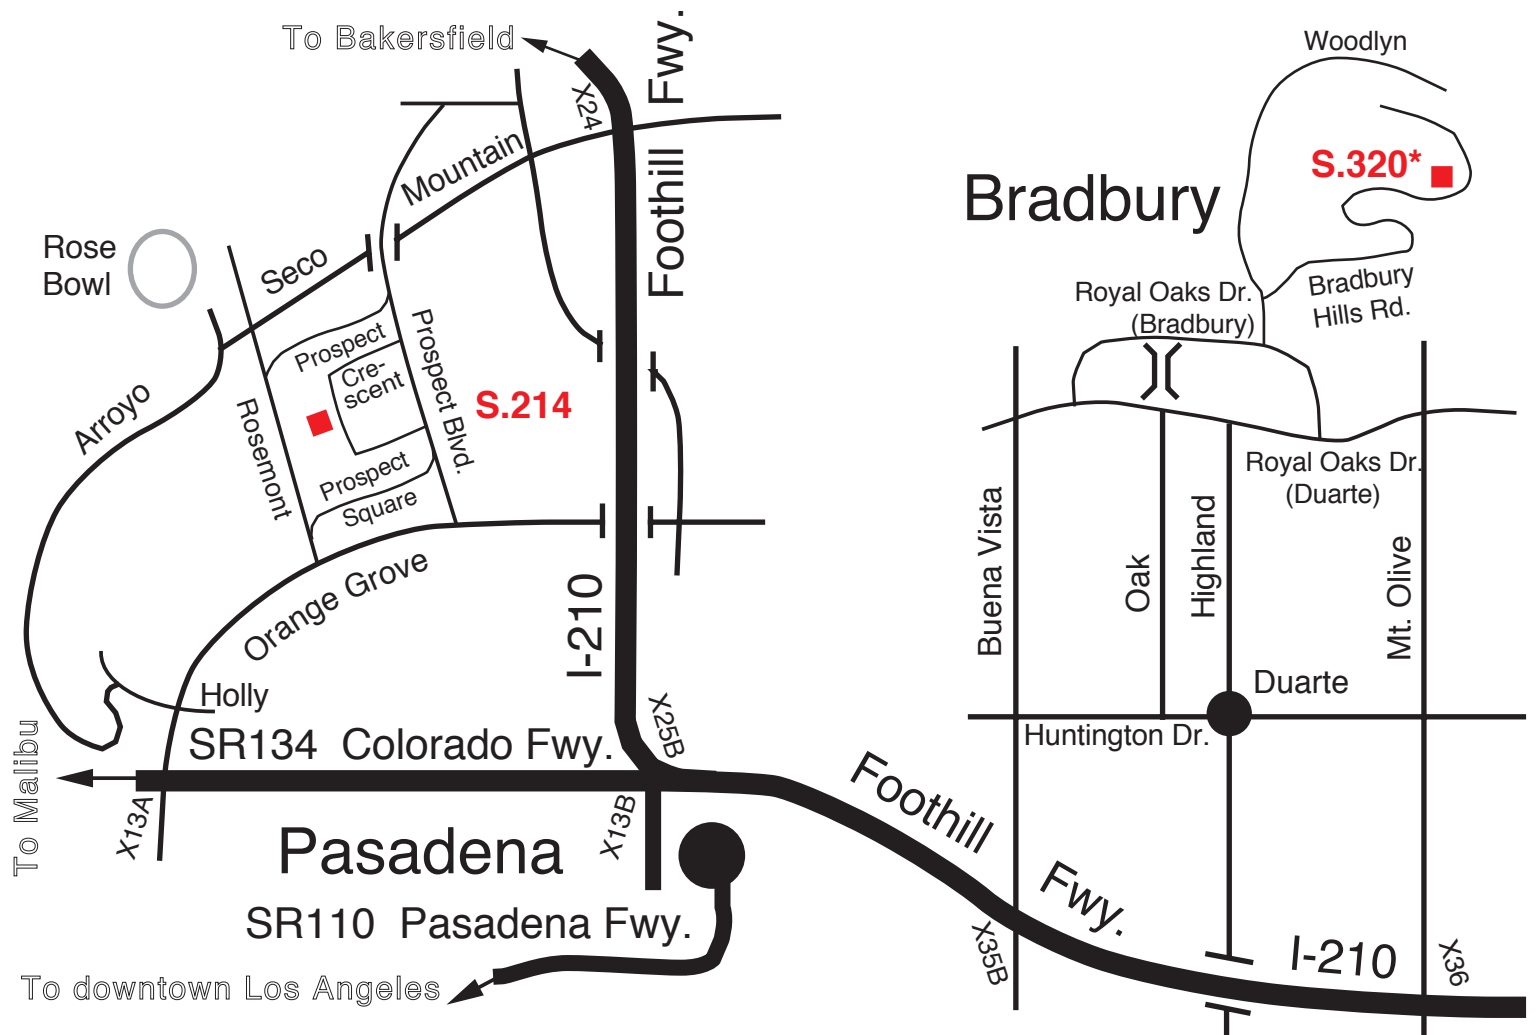 To Bakersfield
Foothill Fwy.
X24
Woodlyn
Mountain
S.320*
Bradbury
Rose
Bowl
Seco
Royal Oaks Dr.
(Bradbury)
Bradbury
Hills Rd.
Prospect
Cre-
scent
Prospect Blvd.
S.214
Arroyo
Rosemont
Prospect
Square
Royal Oaks Dr.
(Duarte)
Buena Vista
Oak
Highland
Mt. Olive
Orange Grove
I-210
Holly
Duarte
Huntington Dr.
X25B
SR134 Colorado Fwy.
To Malibu
X13A
X13B
Foothill Fwy.
Pasadena
SR110 Pasadena Fwy.
X35B
I-210
X36
To downtown Los Angeles